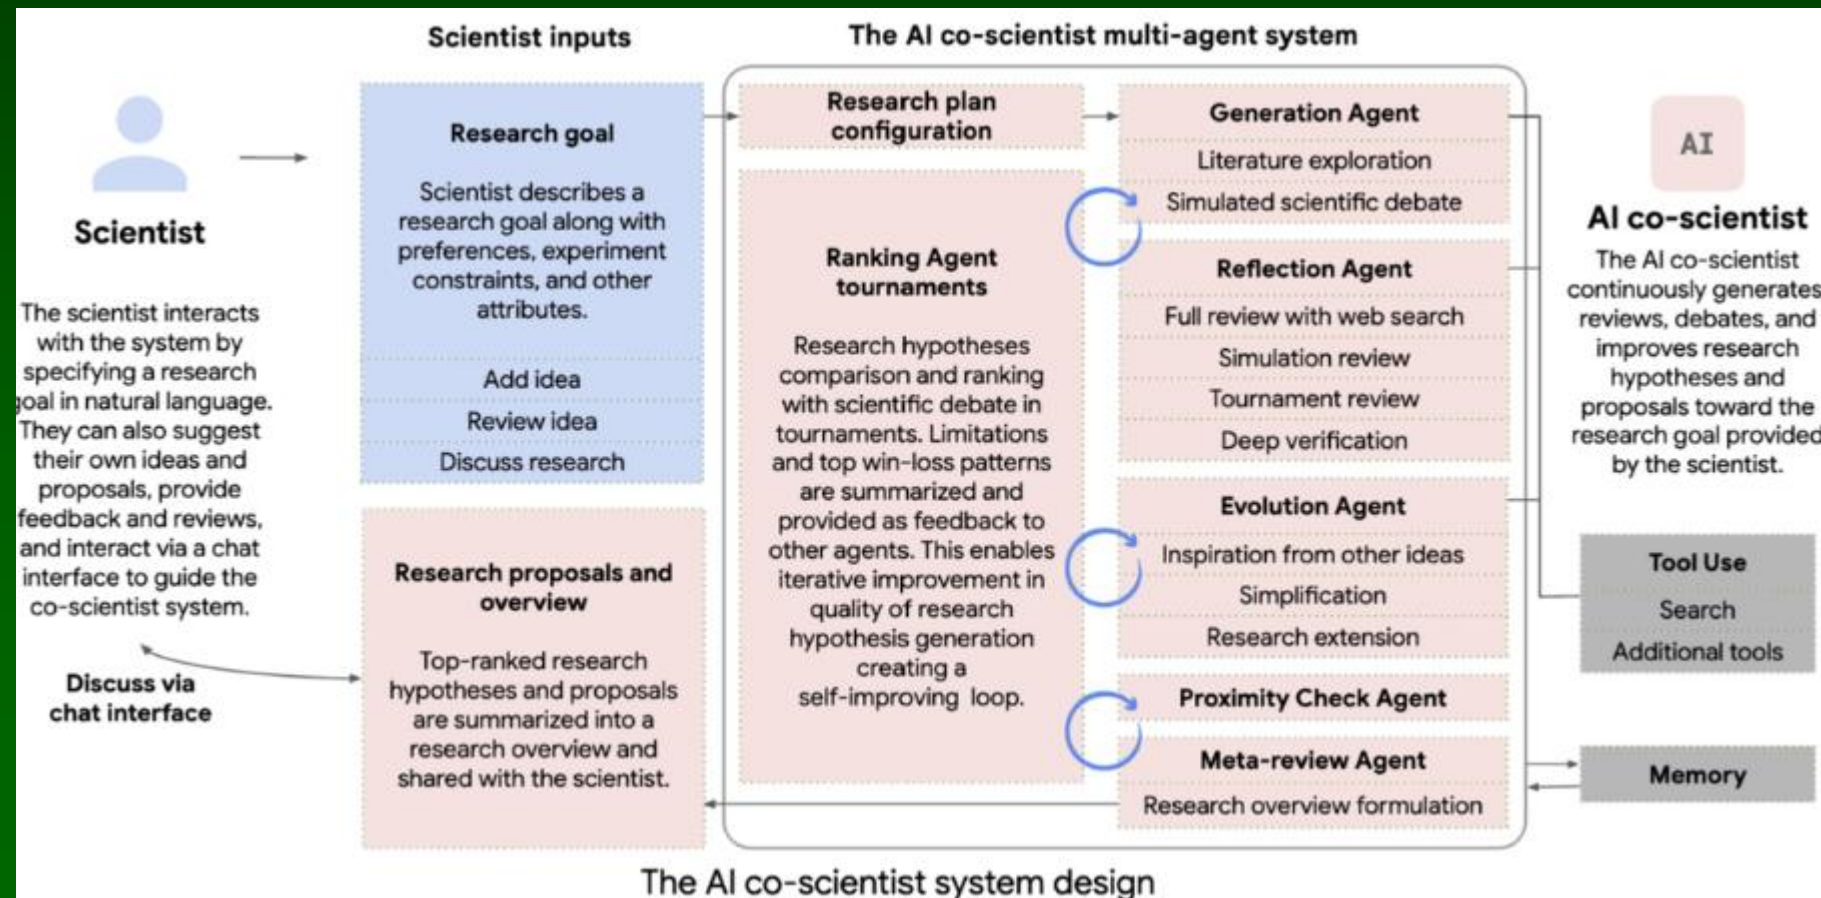 Scientist inputs
The AI co-scientist multi-agent system
Scientist
The scientist interacts
with the system by
specifying a research
goal in natural language.
They can also suggest
their own ideas and
proposals, provide
feedback and reviews,
and interact via a chat
interface to guide the
co-scientist system.
Discuss via
chat interface
Research goal
Scientist describes a
research goal along with
preferences, experiment
constraints, and other
attributes.
Add idea
Review idea
Discuss research
Research proposals and
overview
Top-ranked research
hypotheses and proposals
are summarized into a
research overview and
shared with the scientist.
Research plan
configuration
Ranking Agent
tournaments
Research hypotheses
comparison and ranking
with scientific debate in
tournaments. Limitations
and top win-loss patterns
are summarized and
provided as feedback to
other agents. This enables
iterative improvement in
quality of research
hypothesis generation
creating a
self-improving loop.
Generation Agent
Literature exploration
Simulated scientific debate
Reflection Agent
Full review with web search
Simulation review
Tournament review
Deep verification
Evolution Agent
Inspiration from other ideas
Simplification
Research extension
Proximity Check Agent
Meta-review Agent
Research overview formulation
AI
AI co-scientist
The AI co-scientist
continuously generates
reviews, debates, and
improves research
hypotheses and
proposals toward the
research goal provided
by the scientist.
Tool Use
Search
Additional tools
Memory
The AI co-scientist system design